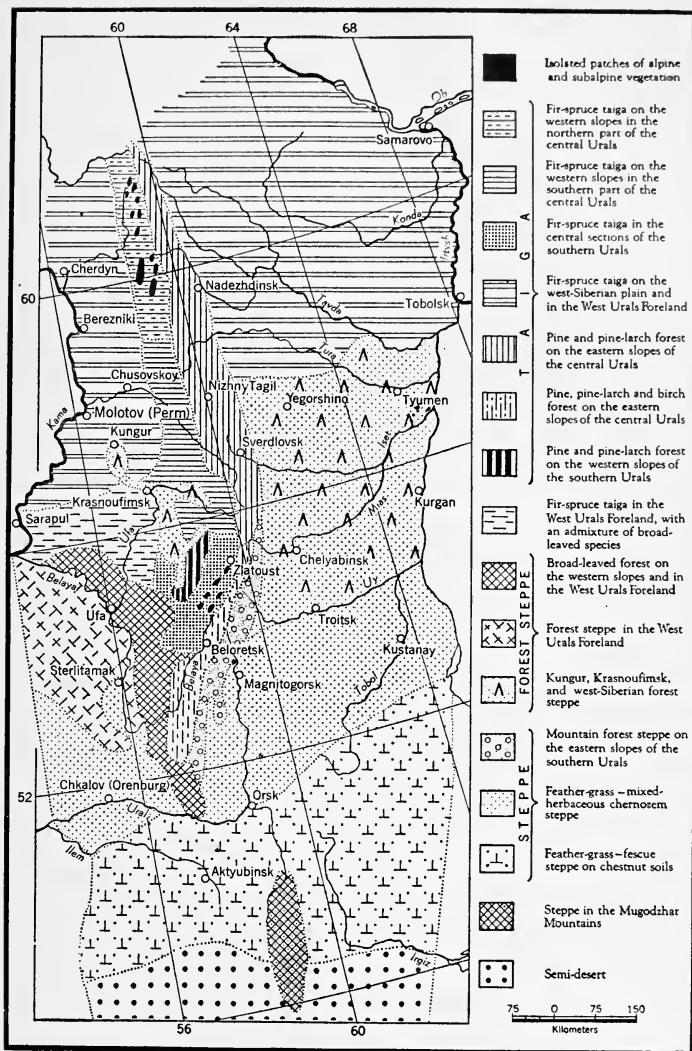 60
64
68
Ob
Samarovo
Konda
Irtysh
Cherdyn
60
Nadezhdinsk
Tavda
Tobolsk
Berezniki
Tura
Chusovskoy
Nizhny Tagil
Yegorshino
Tyumen
Kama
Molotov (Perm)
Kungur
Sverdlovsk
Iset
Krasnoufimsk
Kurgan
Sarapul
Ufa
Mias
Chelyabinsk
Zlatoust
Belaya
Uy
Ufa
Troitsk
Beloretsk
Kustanay
Sterlitamak
Belaya
Magnitogorsk
Tobol
Chkalov (Orenburg)
52
Ural
Orsk
Ilem
Aktyubinsk
Irgiz
56
60
Isolated patches of alpine
and subalpine vegetation
TAIGA
Fir-spruce taiga on the
western slopes in the
northern part of the
central Urals
Fir-spruce taiga on the
western slopes in the
southern part of the
central Urals
Fir-spruce taiga in the
central sections of the
southern Urals
Fir-spruce taiga on the
west-Siberian plain and
in the West Urals Foreland
Pine and pine-larch forest
on the eastern slopes of
the central Urals
Pine, pine-larch and birch
forest on the eastern
slopes of the central Urals
Pine and pine-larch forest
on the western slopes of
the southern Urals
Fir-spruce taiga in the
West Urals Foreland, with
an admixture of broad-
leaved species
FOREST STEPPE
Broad-leaved forest on
the western slopes and in
the West Urals Foreland
Forest steppe in the West
Urals Foreland
Kungur, Krasnoufimsk,
and west-Siberian forest
steppe
STEPPE
Mountain forest steppe on
the eastern slopes of the
southern Urals
Feather-grass – mixed-
herbaceous chernozem
steppe
Feather-grass – fescue
steppe on chestnut soils
Steppe in the Mugodzhar
Mountains
Semi-desert
75 0 75 150
Kilometers